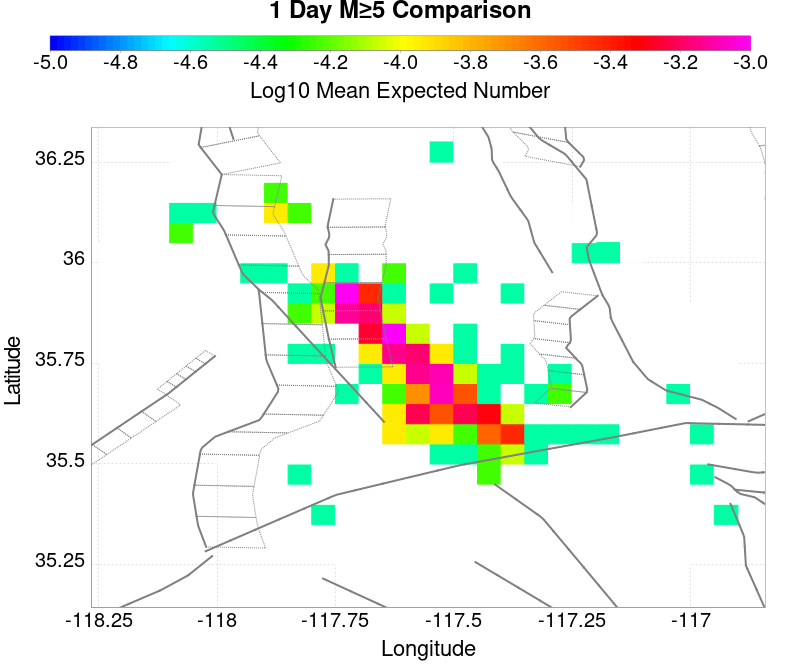 1 Day M≥5 Comparison
-5.0 -4.8 -4.6 -4.4 -4.2 -4.0 -3.8 -3.6 -3.4 -3.2 -3.0
Log10 Mean Expected Number
36.25
36
35.75
35.5
35.25
Latitude
-118.25 -118 -117.75 -117.5 -117.25 -117
Longitude